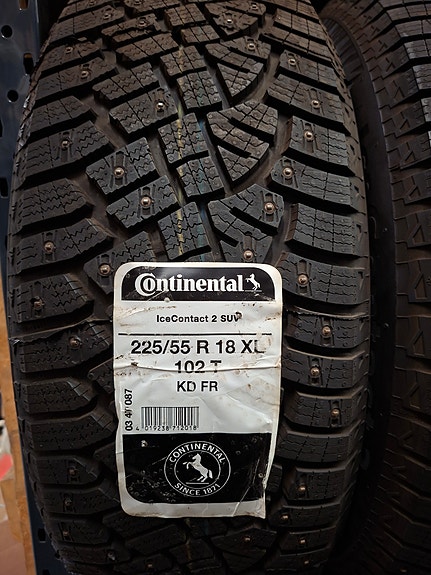 Continental
IceContact 2 SUV
225/55 R 18 XL
102 T
KD FR
03 47 087
4 019238 712018
CONTINENTAL
SINCE 1871